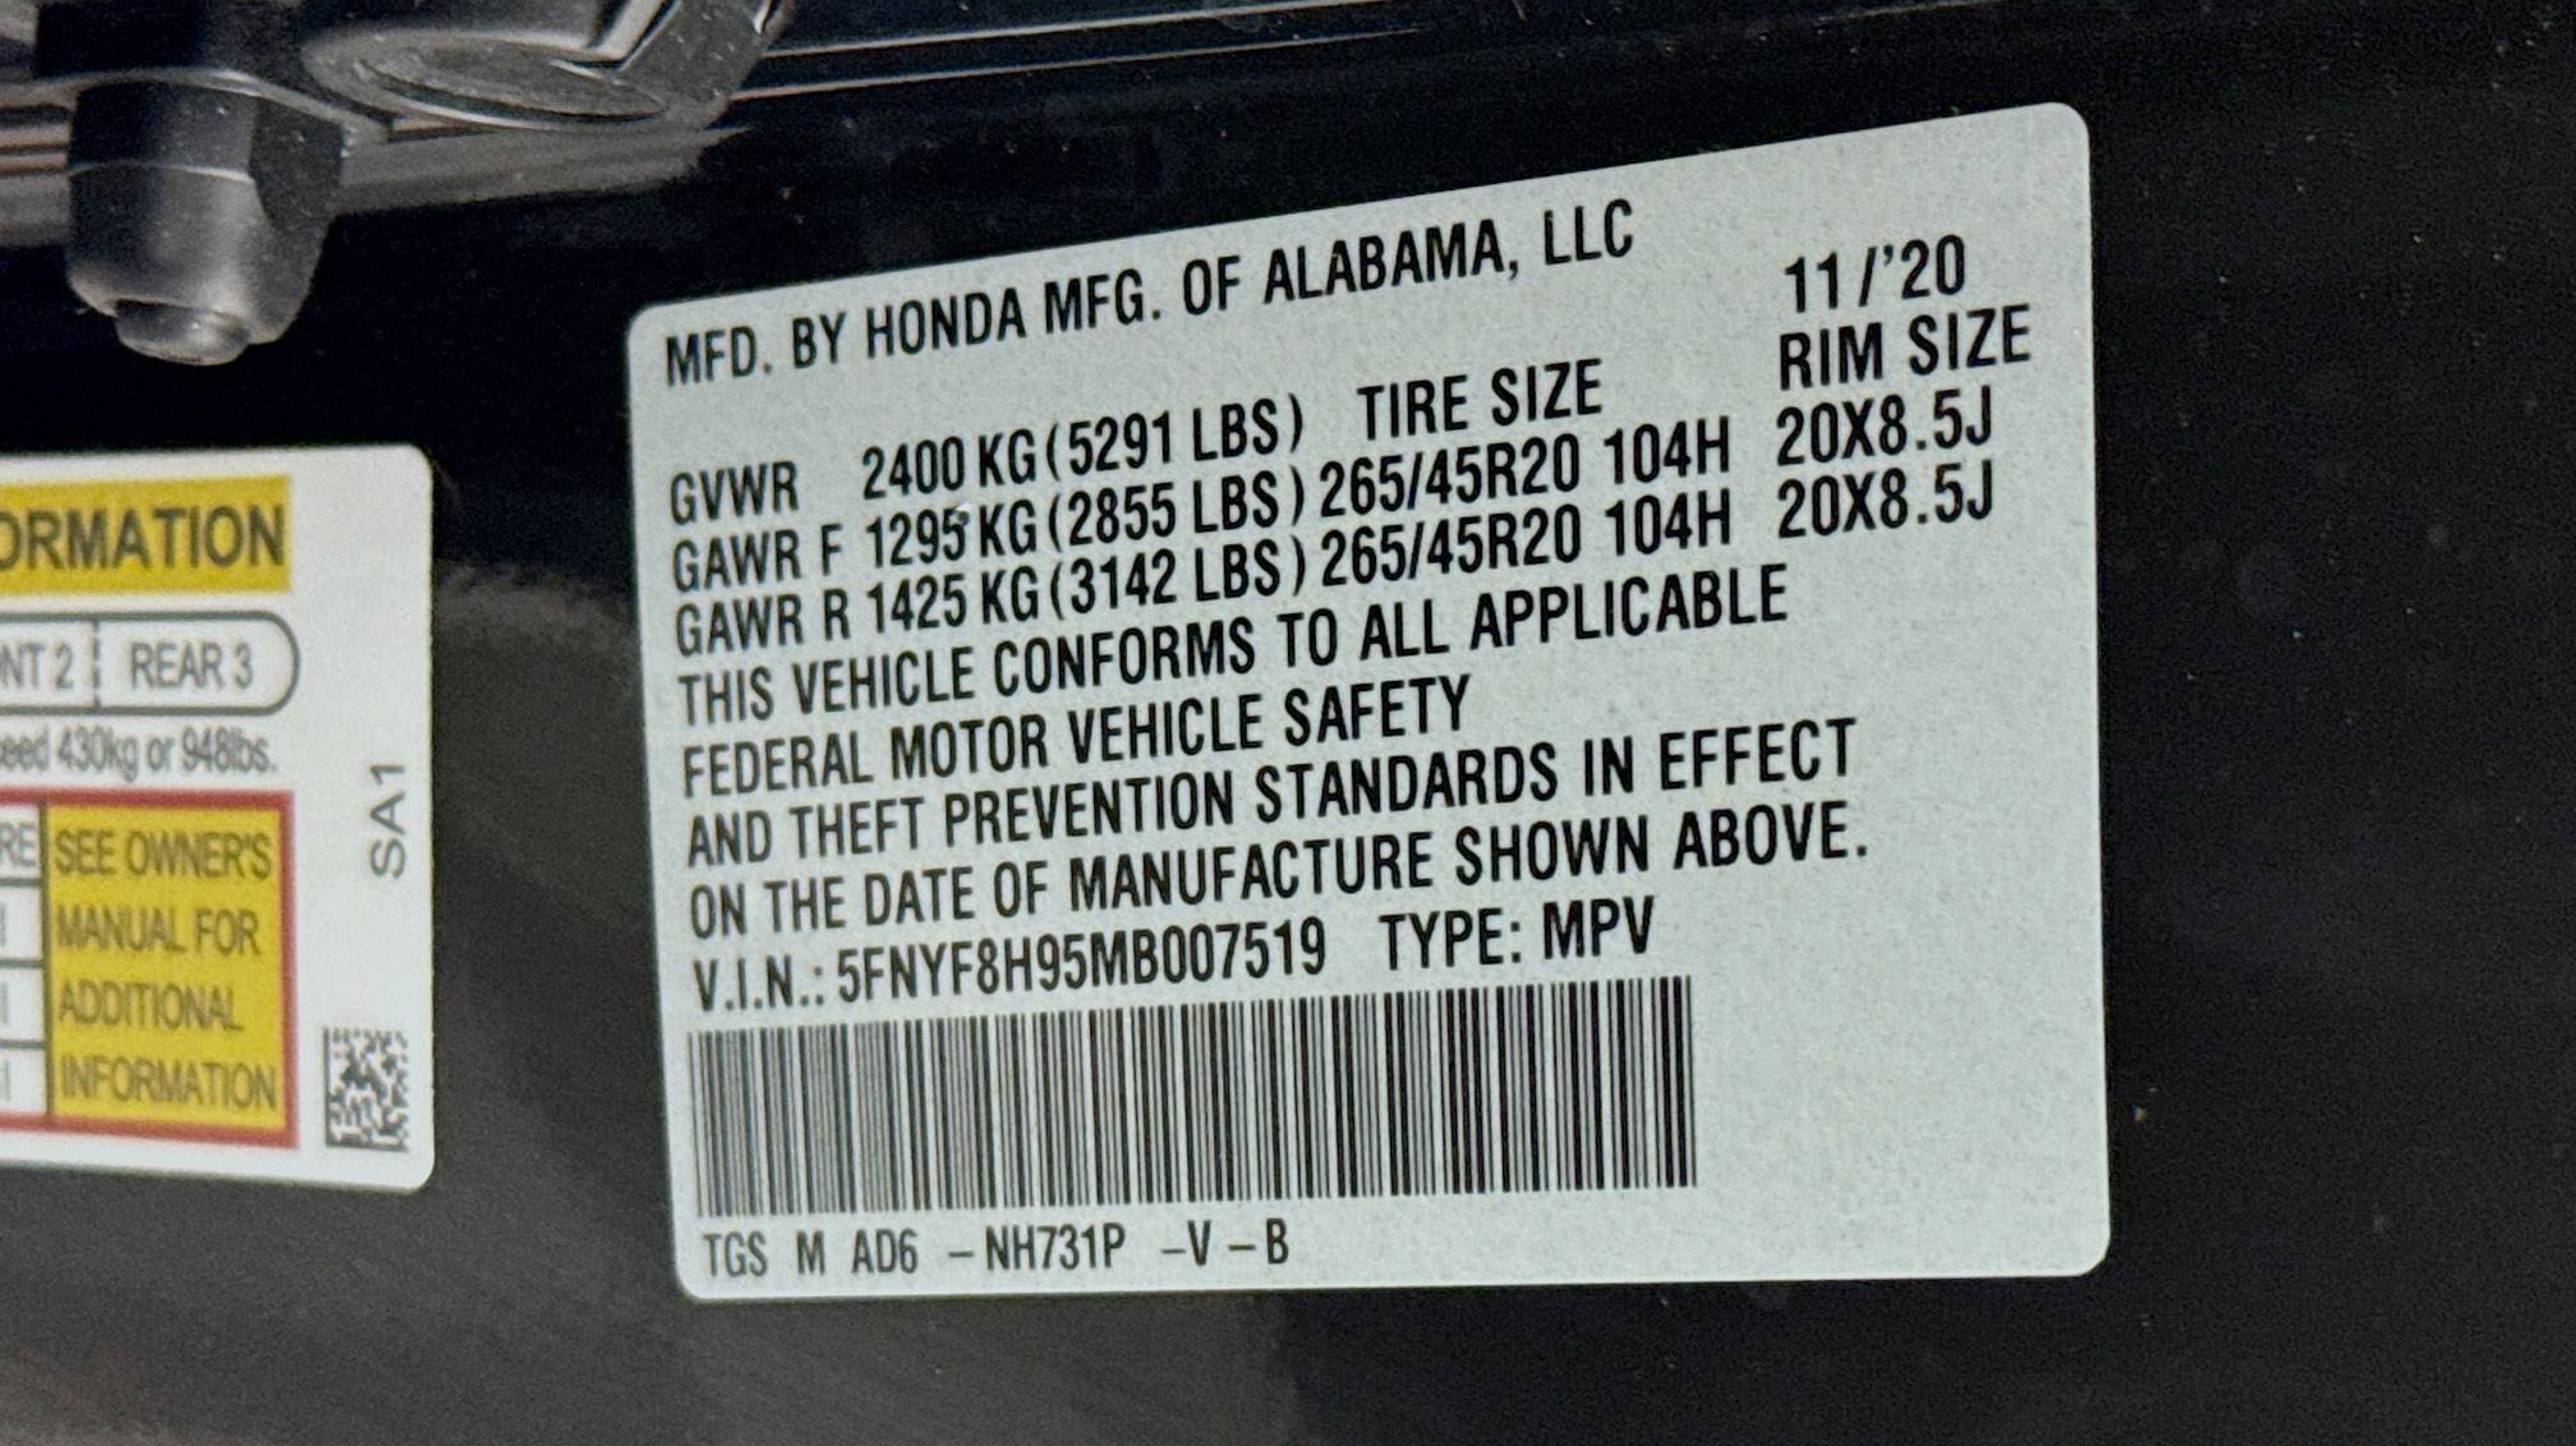 MFD. BY HONDA MFG. OF ALABAMA, LLC
11/'20
GVWR 2400 KG (5291 LBS) TIRE SIZE RIM SIZE
GAWR F 1295 KG (2855 LBS) 265/45R20 104H 20X8.5J
GAWR R 1425 KG (3142 LBS) 265/45R20 104H 20X8.5J
THIS VEHICLE CONFORMS TO ALL APPLICABLE
FEDERAL MOTOR VEHICLE SAFETY
AND THEFT PREVENTION STANDARDS IN EFFECT
ON THE DATE OF MANUFACTURE SHOWN ABOVE.
V.I.N.: 5FNYF8H95MB007519 TYPE: MPV
TGS M AD6 – NH731P –V – B
ORMATION
NT 2 REAR 3
eed 430kg or 948lbs.
RE SEE OWNER'S
MANUAL FOR
ADDITIONAL
INFORMATION
SA1